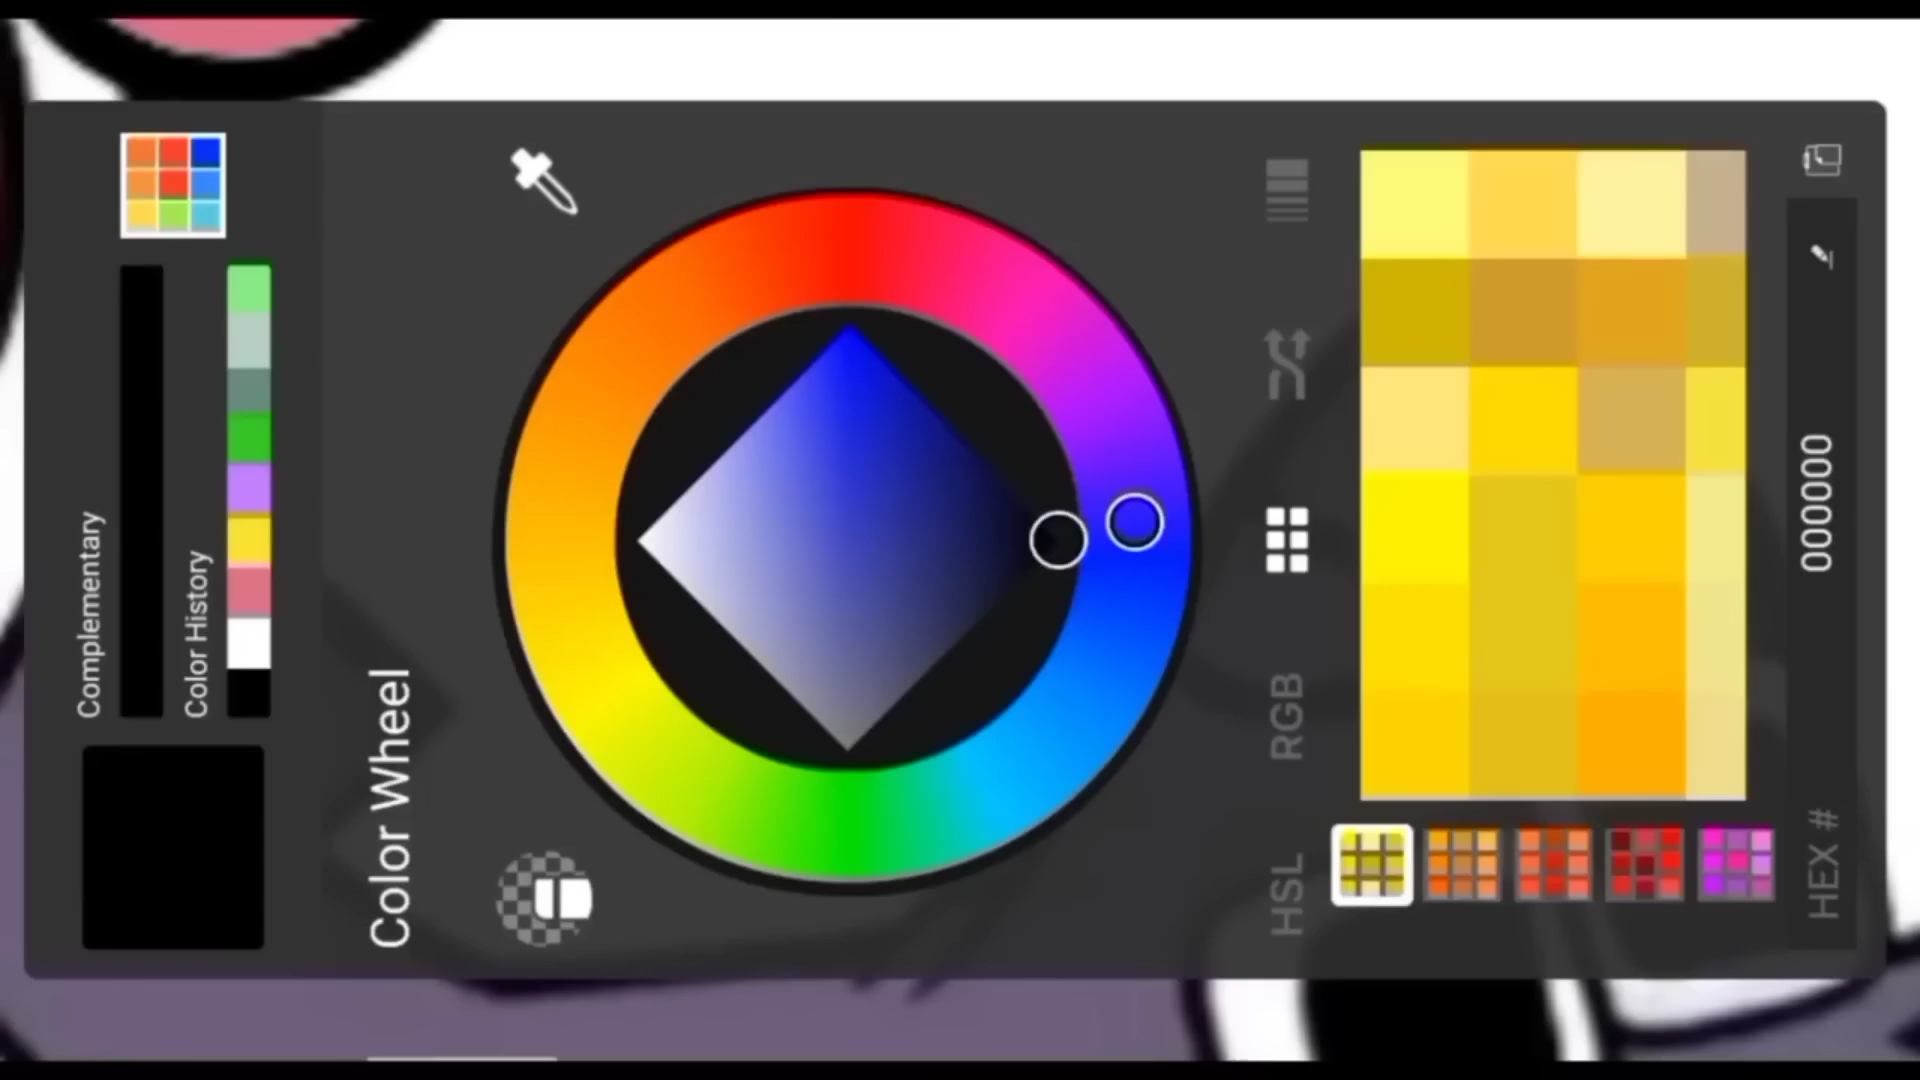 Complementary
Color History
Color Wheel
HSL
RGB
HEX #
000000